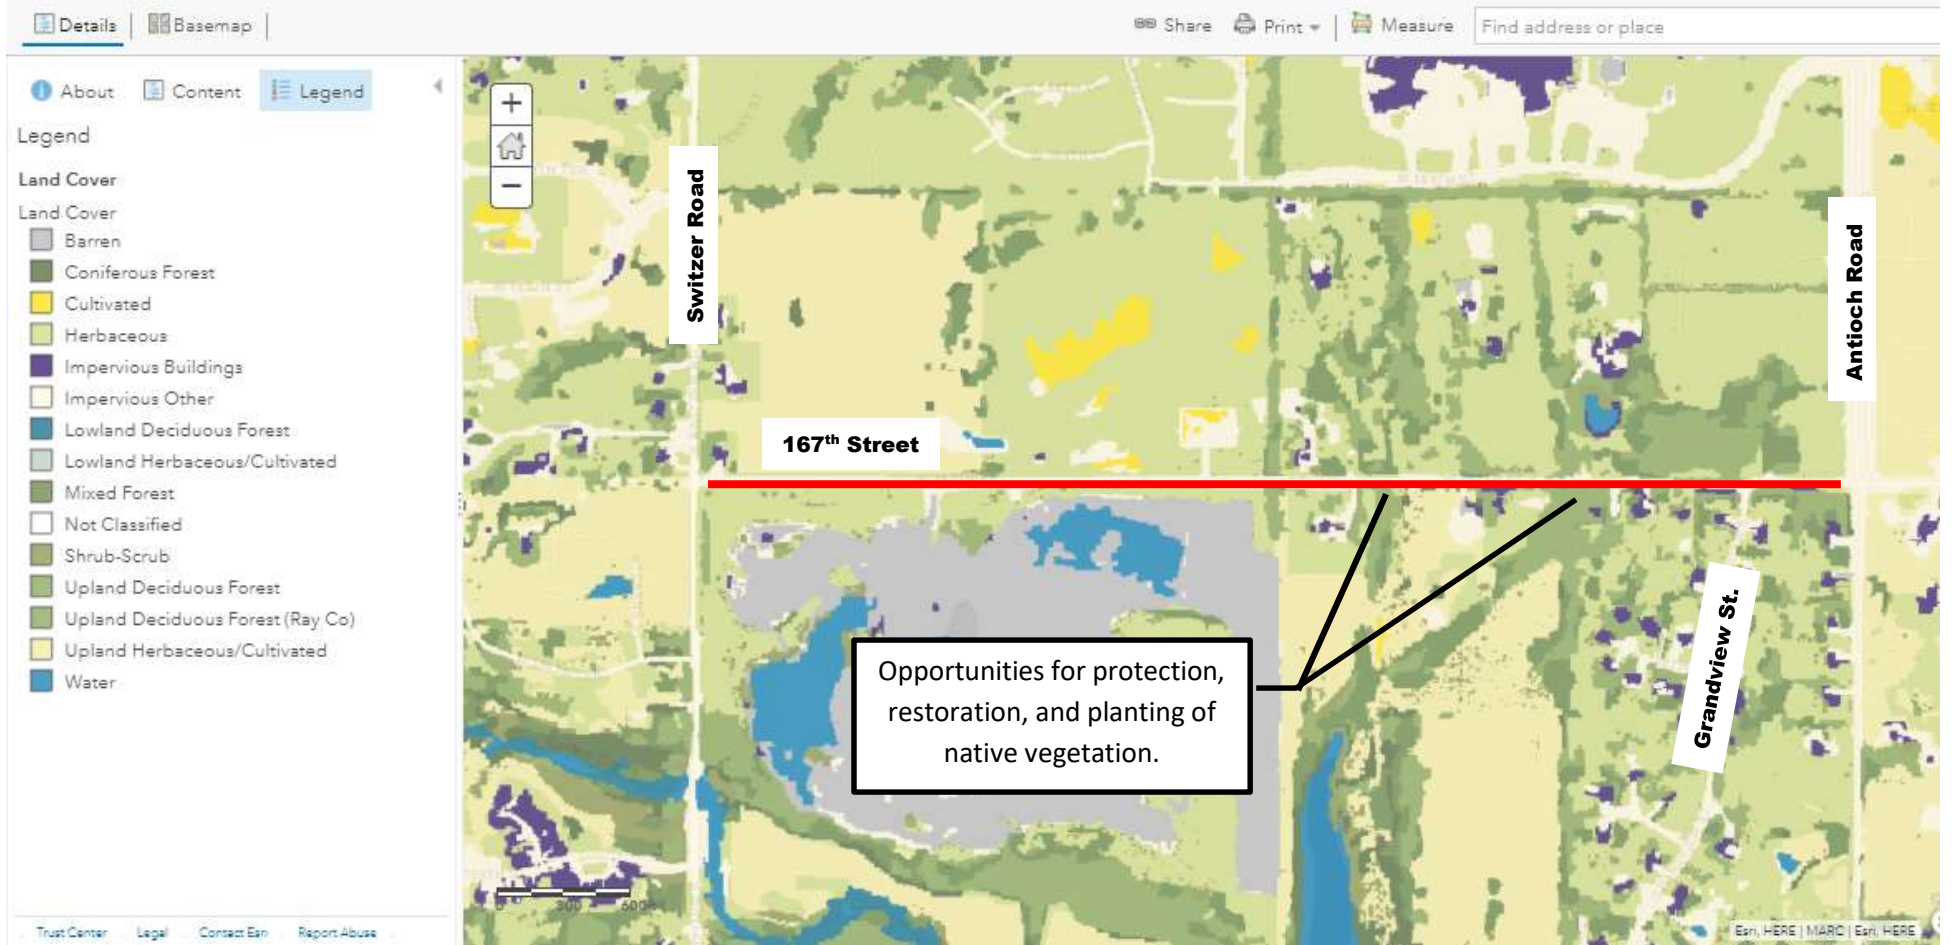 Details
Basemap
Share
Print
Measure
Find address or place
About
Content
Legend
Legend
Land Cover
Land Cover
Barren
Coniferous Forest
Cultivated
Herbaceous
Impervious Buildings
Impervious Other
Lowland Deciduous Forest
Lowland Herbaceous/Cultivated
Mixed Forest
Not Classified
Shrub-Scrub
Upland Deciduous Forest
Upland Deciduous Forest (Ray Co)
Upland Herbaceous/Cultivated
Water
+
−
Switzer Road
Antioch Road
167th Street
Grandview St.
Opportunities for protection,
restoration, and planting of
native vegetation.
0 300 600ft
Trust Center Legal Contact Esri Report Abuse
Esri, HERE | MARC | Esri, HERE